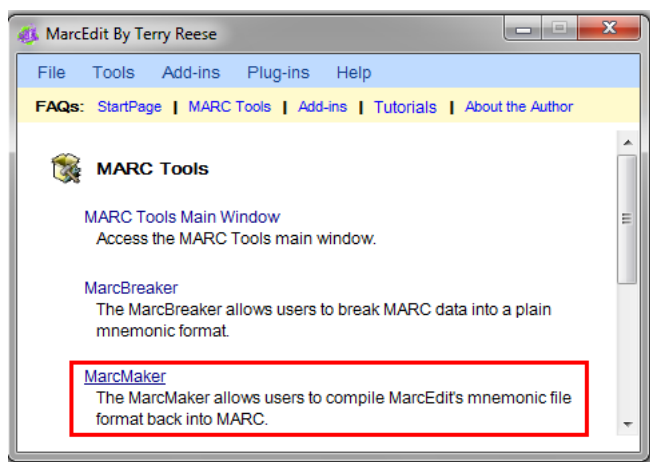 MarcEdit By Terry Reese
File Tools Add-ins Plug-ins Help
FAQs: StartPage | MARC Tools | Add-ins | Tutorials | About the Author
MARC Tools
MARC Tools Main Window
Access the MARC Tools main window.
MarcBreaker
The MarcBreaker allows users to break MARC data into a plain
mnemonic format.
MarcMaker
The MarcMaker allows users to compile MarcEdit's mnemonic file
format back into MARC.